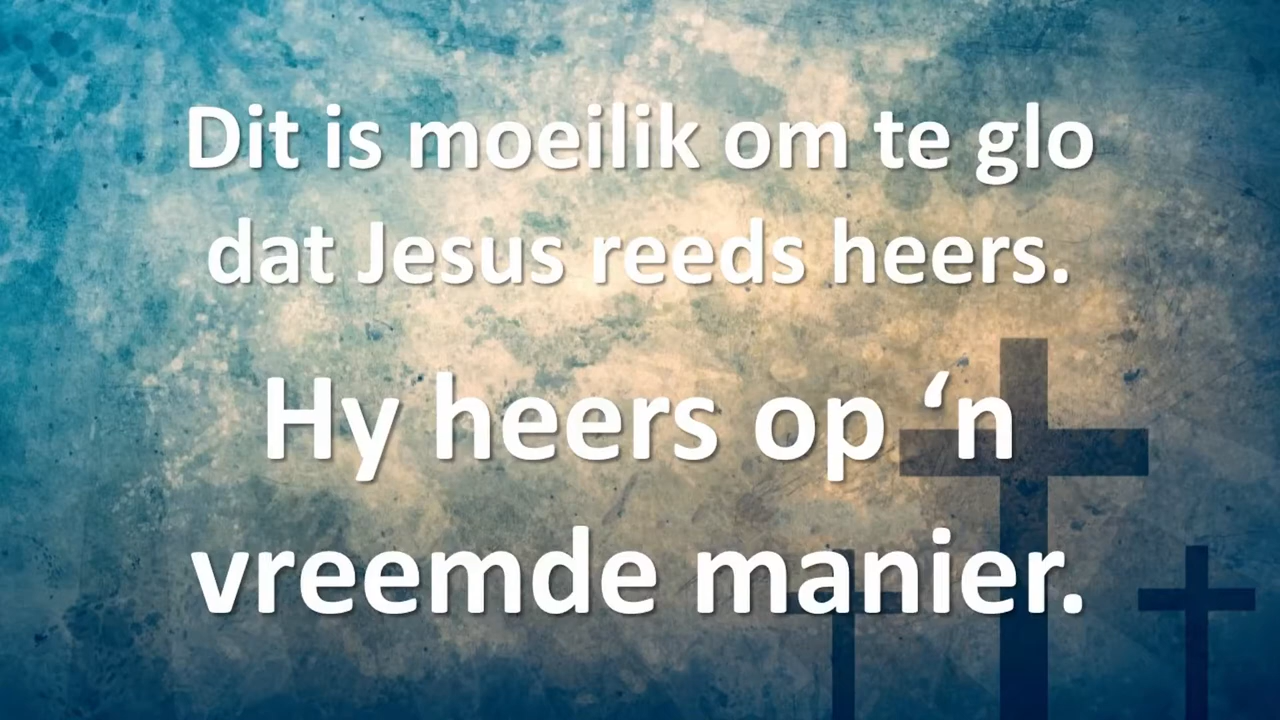 Dit is moeilik om te glo
dat Jesus reeds heers.
Hy heers op ‘n
vreemde manier.